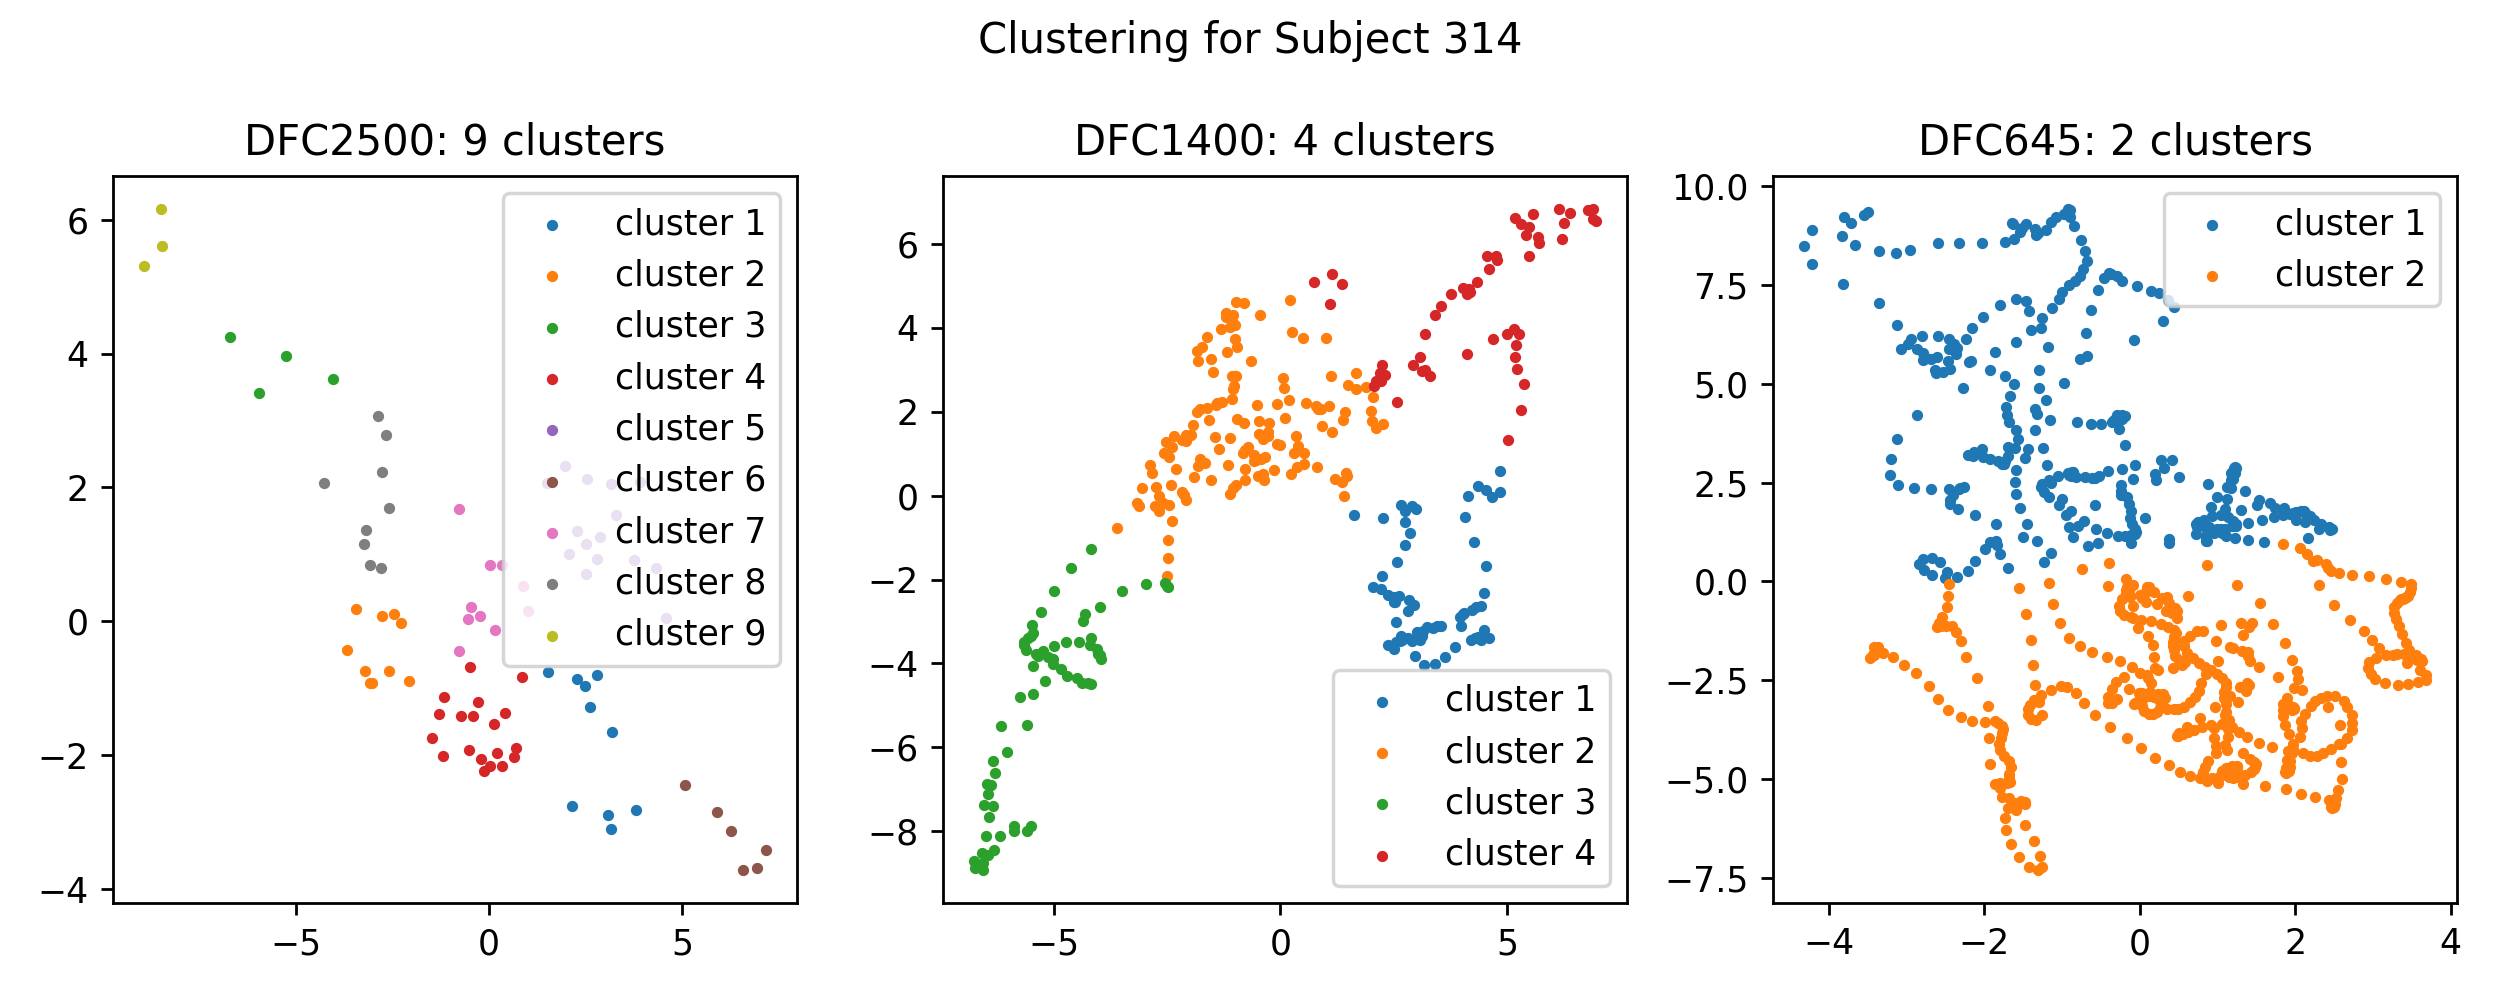 Clustering for Subject 314
DFC2500: 9 clusters
6
4
2
0
−2
−4
−5
0
5
cluster 1
cluster 2
cluster 3
cluster 4
cluster 5
cluster 6
cluster 7
cluster 8
cluster 9
DFC1400: 4 clusters
6
4
2
0
−2
−4
−6
−8
−5
0
5
cluster 1
cluster 2
cluster 3
cluster 4
DFC645: 2 clusters
10.0
7.5
5.0
2.5
0.0
−2.5
−5.0
−7.5
−4
−2
0
2
4
cluster 1
cluster 2